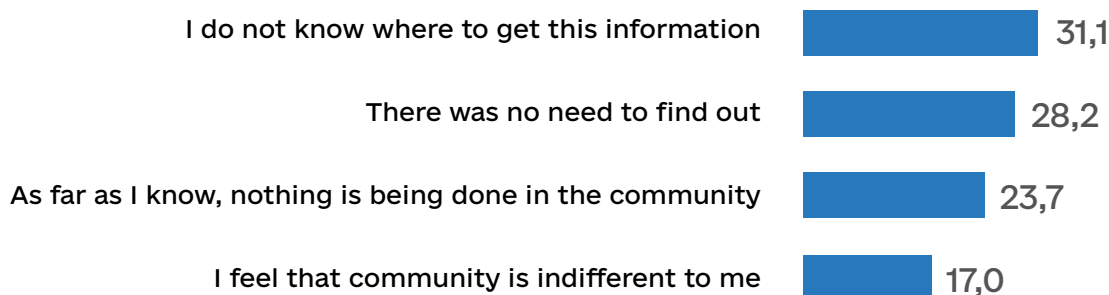 I do not know where to get this information 31,1
There was no need to find out 28,2
As far as I know, nothing is being done in the community 23,7
I feel that community is indifferent to me 17,0